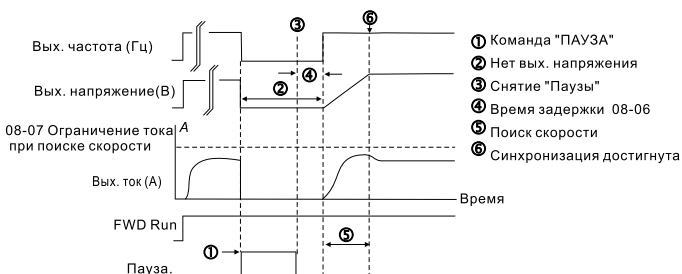 ③
⑥
Вых. частота (Гц)
① Команда "ПАУЗА"
② Нет вых. напряжения
③ Снятие "Паузы"
④ Время задержки 08-06
⑤ Поиск скорости
⑥ Синхронизация достигнута
④
②
Вых. напряжение(В)
08-07 Ограничение тока
при поиске скорости
А
Вых. ток (А)
Время
FWD Run
⑤
①
Пауза.